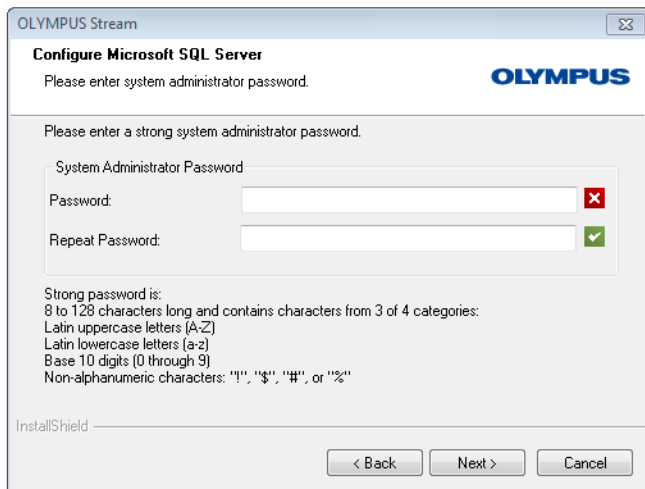 OLYMPUS Stream
Configure Microsoft SQL Server
Please enter system administrator password.
OLYMPUS
Please enter a strong system administrator password.
System Administrator Password
Password:
Repeat Password:
Strong password is:
8 to 128 characters long and contains characters from 3 of 4 categories:
Latin uppercase letters (A-Z)
Latin lowercase letters (a-z)
Base 10 digits (0 through 9)
Non-alphanumeric characters: "!", "$", "#", or "%"
InstallShield
< Back Next > Cancel